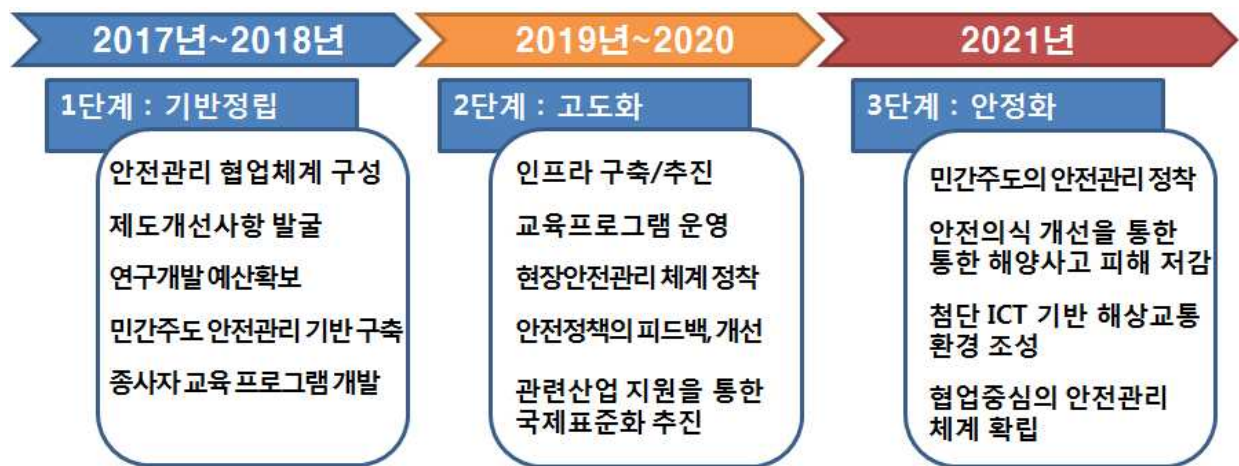 2017년~2018년
2019년~2020
2021년
1단계 : 기반정립
안전관리 협업체계 구성
제도개선사항 발굴
연구개발 예산확보
민간주도 안전관리 기반 구축
종사자 교육 프로그램 개발
2단계 : 고도화
인프라 구축/추진
교육프로그램 운영
현장안전관리 체계 정착
안전정책의 피드백, 개선
관련산업 지원을 통한
국제표준화 추진
3단계 : 안정화
민간주도의 안전관리 정착
안전의식 개선을 통한
통한 해양사고 피해 저감
첨단 ICT 기반 해상교통
환경 조성
협업중심의 안전관리
체계 확립